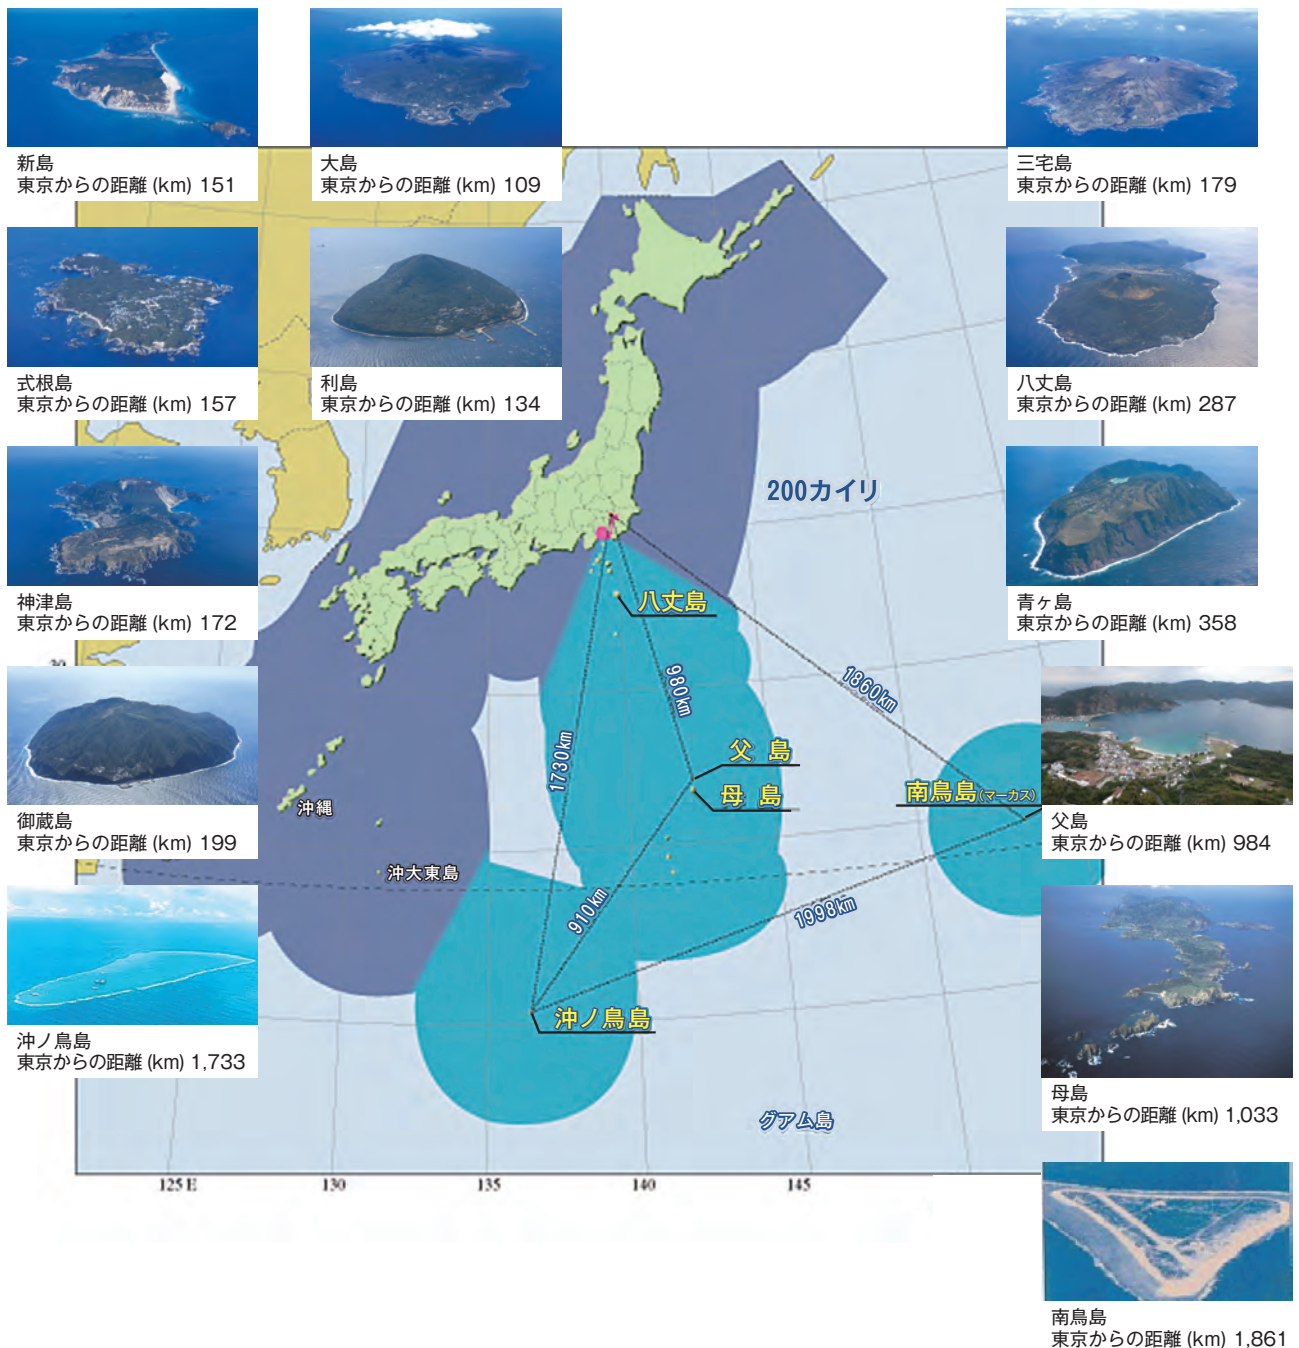 新島
東京からの距離 (km) 151
大島
東京からの距離 (km) 109
三宅島
東京からの距離 (km) 179
式根島
東京からの距離 (km) 157
利島
東京からの距離 (km) 134
八丈島
東京からの距離 (km) 287
200カイリ
神津島
東京からの距離 (km) 172
八丈島
青ヶ島
東京からの距離 (km) 358
30
980km
1860km
1730km
父 島
母 島
南鳥島(マーカス)
沖縄
御蔵島
東京からの距離 (km) 199
父島
東京からの距離 (km) 984
沖大東島
910km
1998km
沖ノ鳥島
沖ノ鳥島
東京からの距離 (km) 1,733
グアム島
母島
東京からの距離 (km) 1,033
125 E
130
135
140
145
南鳥島
東京からの距離 (km) 1,861